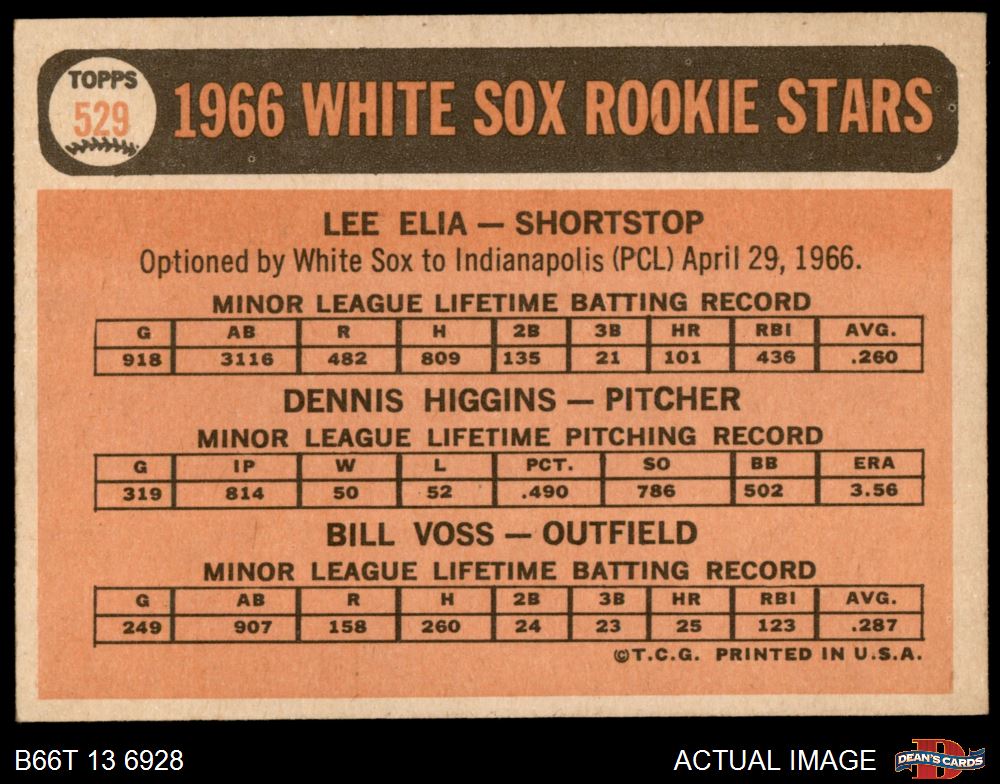 TOPPS
529
1966 WHITE SOX ROOKIE STARS
LEE ELIA — SHORTSTOP
Optioned by White Sox to Indianapolis (PCL) April 29, 1966.
MINOR LEAGUE LIFETIME BATTING RECORD
G AB R H 2B 3B HR RBI AVG.
918 3116 482 809 135 21 101 436 .260
DENNIS HIGGINS — PITCHER
MINOR LEAGUE LIFETIME PITCHING RECORD
G IP W L PCT. SO BB ERA
319 814 50 52 .490 786 502 3.56
BILL VOSS — OUTFIELD
MINOR LEAGUE LIFETIME BATTING RECORD
G AB R H 2B 3B HR RBI AVG.
249 907 158 260 24 23 25 123 .287
©T.C.G. PRINTED IN U.S.A.
B66T 13 6928
ACTUAL IMAGE
D
DEAN'S CARDS